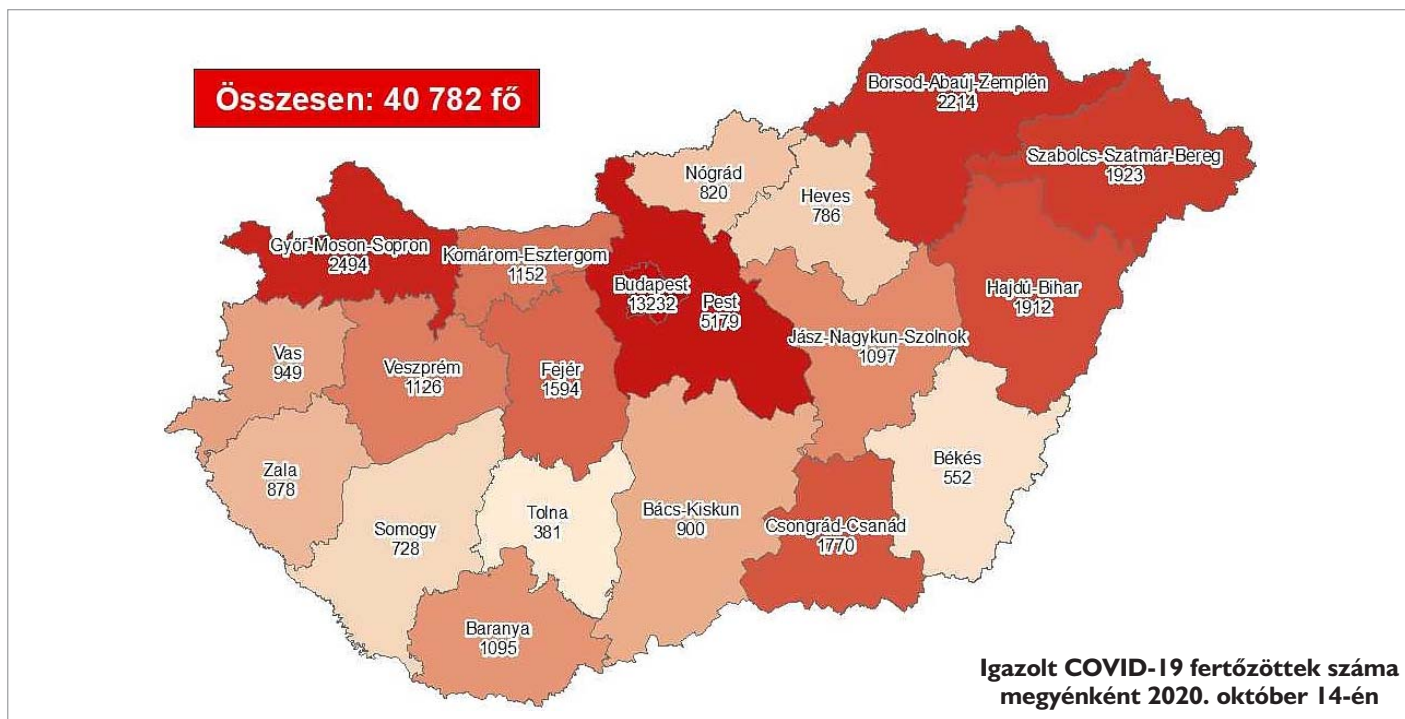 Összesen: 40 782 fő
Borsod-Abaúj-Zemplén
2214
Szabolcs-Szatmár-Bereg
1923
Nógrád
820
Heves
786
Győr-Moson-Sopron
2494
Komárom-Esztergom
1152
Budapest
13232
Pest
5179
Hajdú-Bihar
1912
Jász-Nagykun-Szolnok
1097
Vas
949
Veszprém
1126
Fejér
1594
Zala
878
Somogy
728
Tolna
381
Bács-Kiskun
900
Csongrád-Csanád
1770
Békés
552
Baranya
1095
Igazolt COVID-19 fertőzöttek száma
megyénként 2020. október 14-én